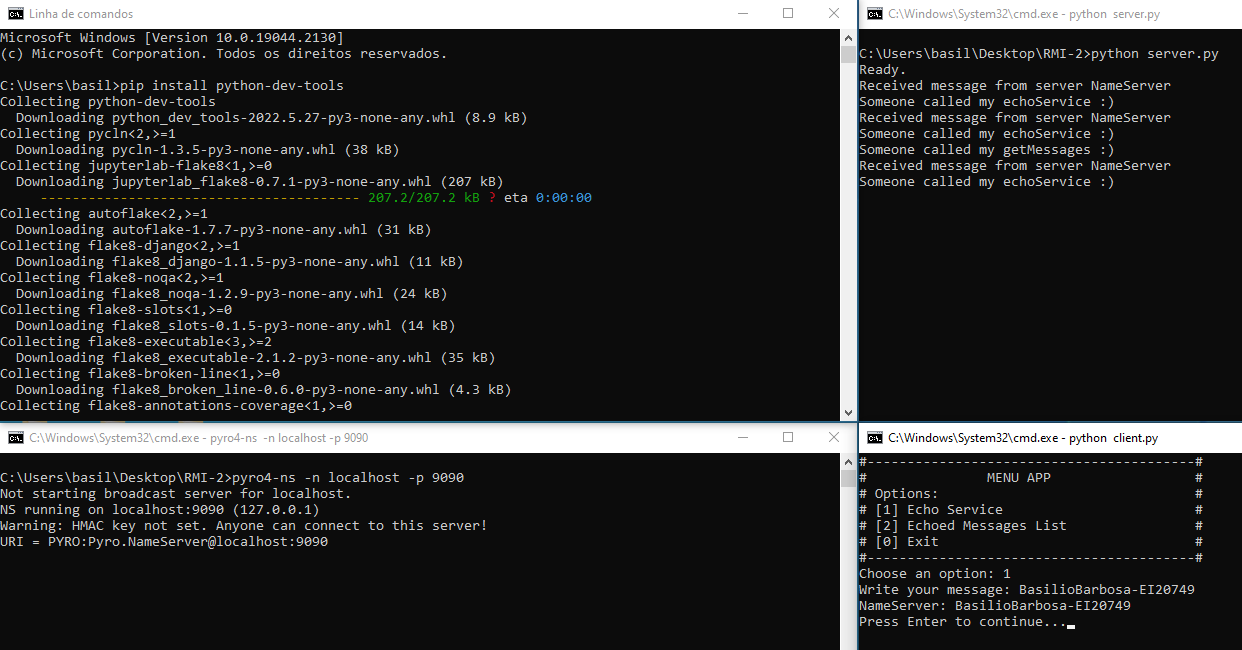 Linha de comandos
Microsoft Windows [Version 10.0.19044.2130]
(c) Microsoft Corporation. Todos os direitos reservados.
C:\Users\basil>pip install python-dev-tools
Collecting python-dev-tools
  Downloading python_dev_tools-2022.5.27-py3-none-any.whl (8.9 kB)
Collecting pycln<2,>=1
  Downloading pycln-1.3.5-py3-none-any.whl (38 kB)
Collecting jupyterlab-flake8<1,>=0
  Downloading jupyterlab_flake8-0.7.1-py3-none-any.whl (207 kB)
     ---------------------------------------- 207.2/207.2 kB ? eta 0:00:00
Collecting autoflake<2,>=1
  Downloading autoflake-1.7.7-py3-none-any.whl (31 kB)
Collecting flake8-django<2,>=1
  Downloading flake8_django-1.1.5-py3-none-any.whl (11 kB)
Collecting flake8-noqa<2,>=1
  Downloading flake8_noqa-1.2.9-py3-none-any.whl (24 kB)
Collecting flake8-slots<1,>=0
  Downloading flake8_slots-0.1.5-py3-none-any.whl (14 kB)
Collecting flake8-executable<3,>=2
  Downloading flake8_executable-2.1.2-py3-none-any.whl (35 kB)
Collecting flake8-broken-line<1,>=0
  Downloading flake8_broken_line-0.6.0-py3-none-any.whl (4.3 kB)
Collecting flake8-annotations-coverage<1,>=0
C:\Windows\System32\cmd.exe - python  server.py
C:\Users\basil\Desktop\RMI-2>python server.py
Ready.
Received message from server NameServer
Someone called my echoService :)
Received message from server NameServer
Someone called my echoService :)
Someone called my getMessages :)
Received message from server NameServer
Someone called my echoService :)
C:\Windows\System32\cmd.exe - pyro4-ns  -n localhost -p 9090
C:\Users\basil\Desktop\RMI-2>pyro4-ns -n localhost -p 9090
Not starting broadcast server for localhost.
NS running on localhost:9090 (127.0.0.1)
Warning: HMAC key not set. Anyone can connect to this server!
URI = PYRO:Pyro.NameServer@localhost:9090
C:\Windows\System32\cmd.exe - python  client.py
#-----------------------------------------#
#               MENU APP                  #
# Options:                                #
# [1] Echo Service                        #
# [2] Echoed Messages List                #
# [0] Exit                                #
#-----------------------------------------#
Choose an option: 1
Write your message: BasilioBarbosa-EI20749
NameServer: BasilioBarbosa-EI20749
Press Enter to continue...